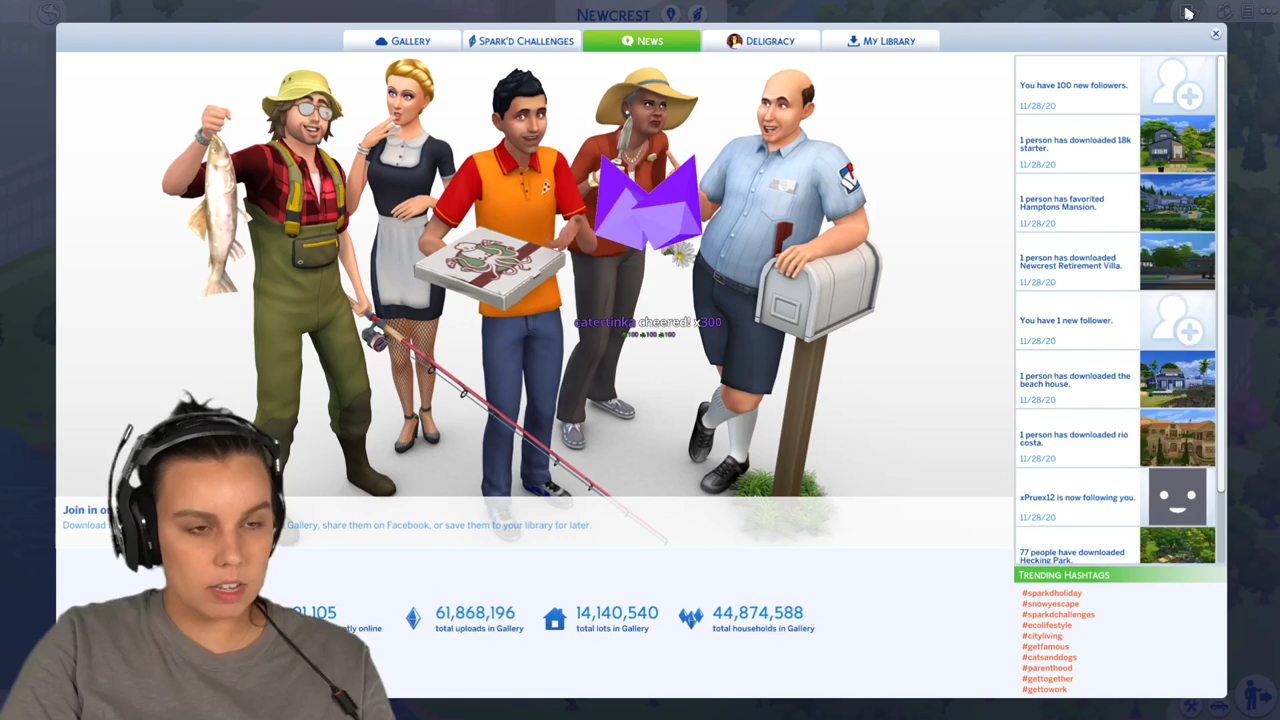 NEWCREST
GALLERY
SPARK'D CHALLENGES
NEWS
DELIGRACY
MY LIBRARY
You have 100 new followers.
11/28/20
1 person has downloaded 18k
starter.
11/28/20
1 person has favorited
Hamptons Mansion.
11/28/20
1 person has downloaded
Newcrest Retirement Villa.
11/28/20
You have 1 new follower.
11/28/20
1 person has downloaded the
beach house.
11/28/20
1 person has downloaded rio
costa.
11/28/20
xPruex12 is now following you.
11/28/20
77 people have downloaded
Hecking Park.
catertinka cheered! x300
100 100 100
Join in
Download Gallery, share them on Facebook, or save them to your library for later.
61,868,196
total uploads in Gallery
14,140,540
total lots in Gallery
44,874,588
total households in Gallery
online
TRENDING HASHTAGS
#sparkdholiday
#snowyescape
#sparkdchallenges
#ecolifestyle
#cityliving
#getfamous
#catsanddogs
#parenthood
#gettogether
#gettowork